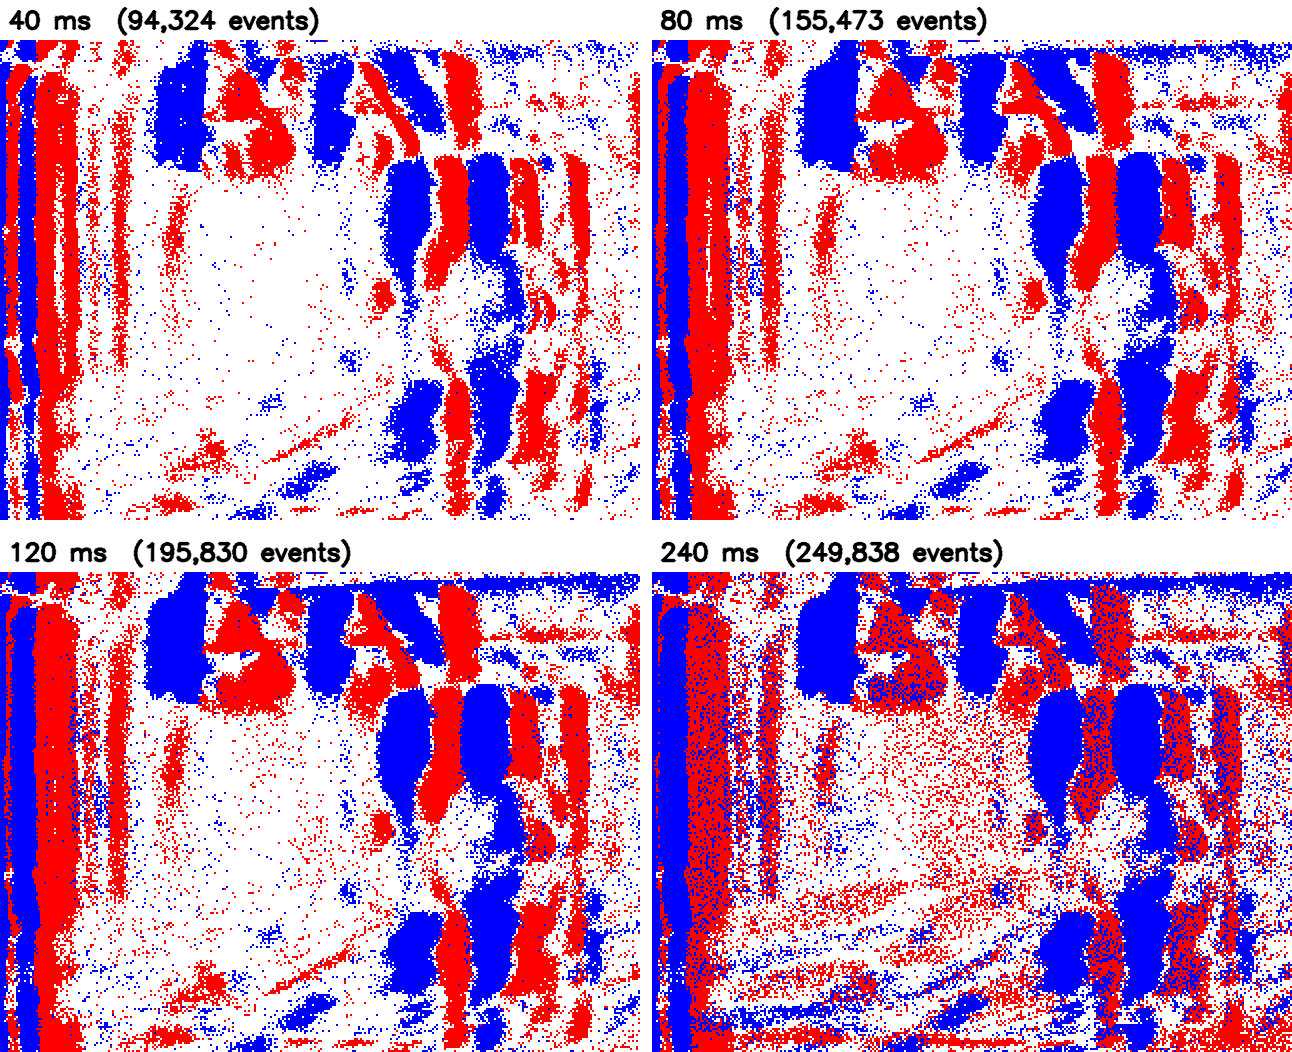 40 ms (94,324 events)
80 ms (155,473 events)
120 ms (195,830 events)
240 ms (249,838 events)